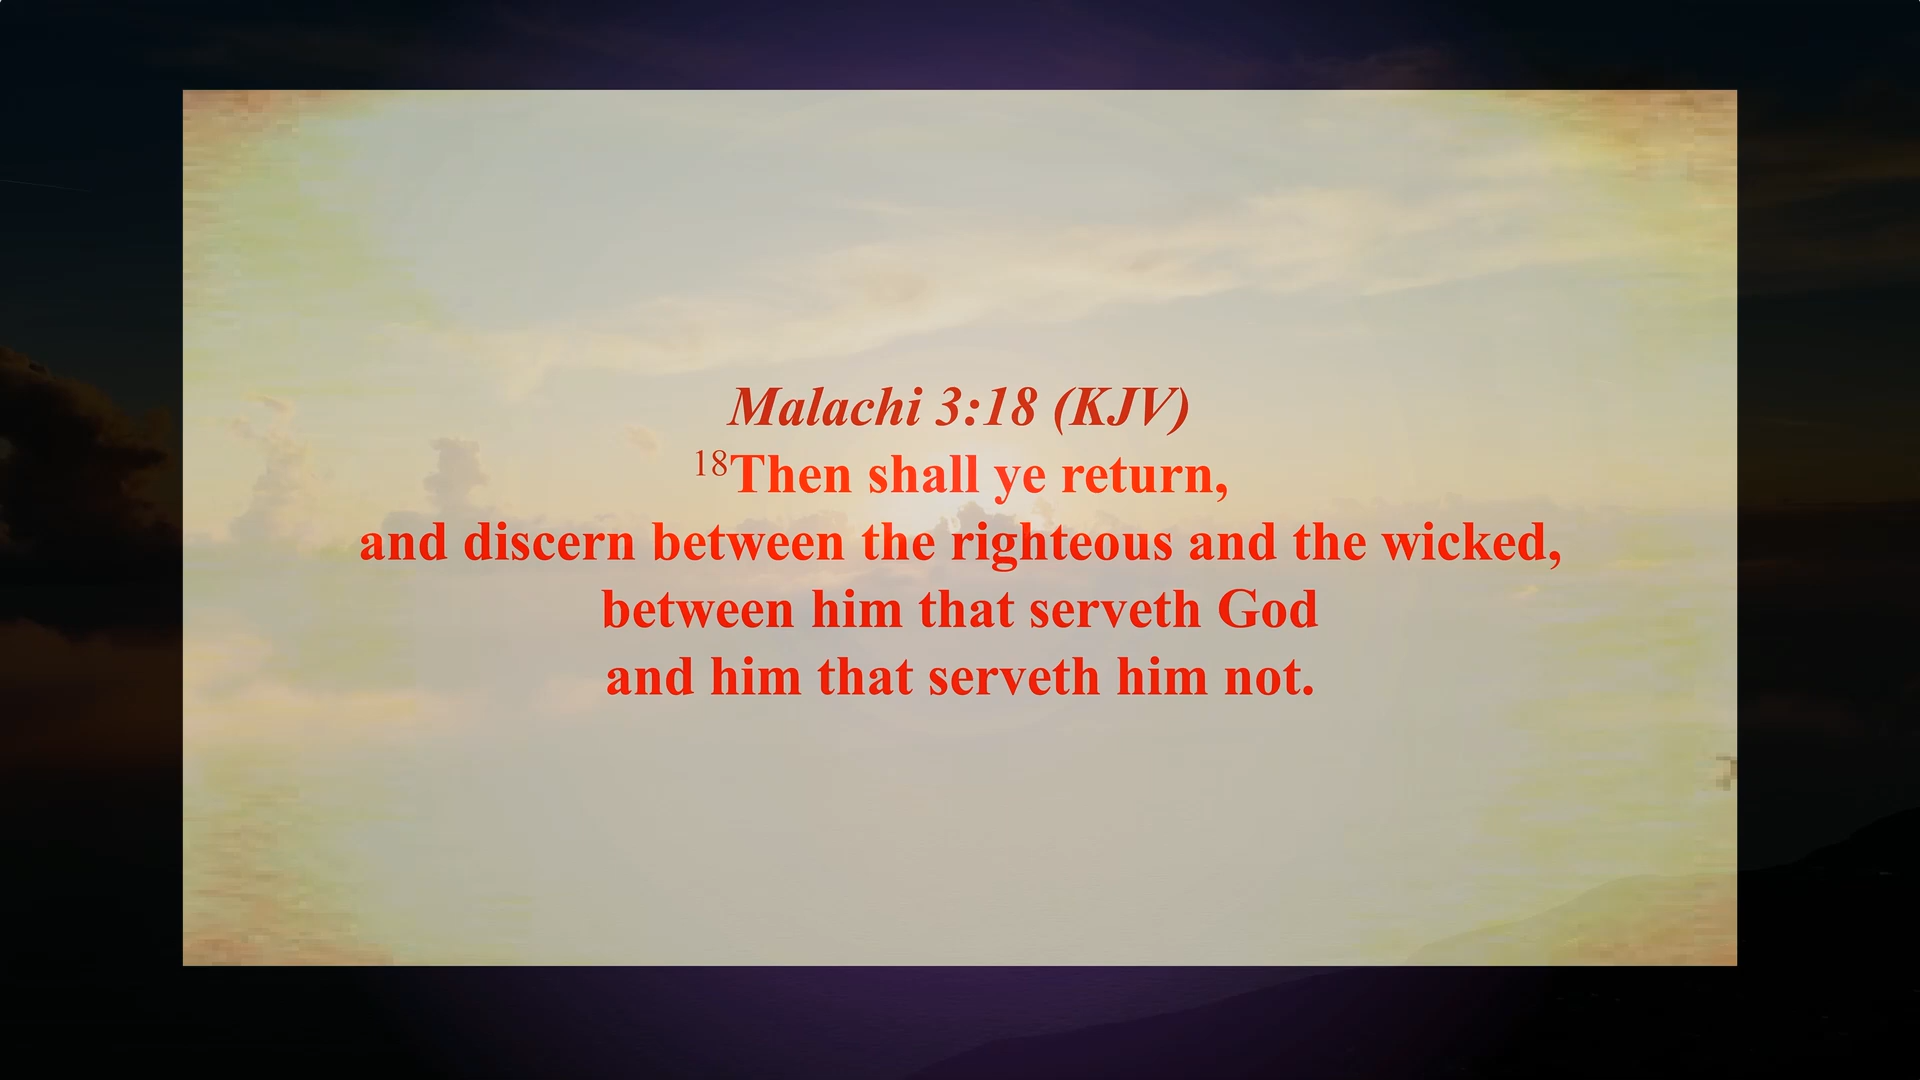 Malachi 3:18 (KJV)
18Then shall ye return,
and discern between the righteous and the wicked,
between him that serveth God
and him that serveth him not.